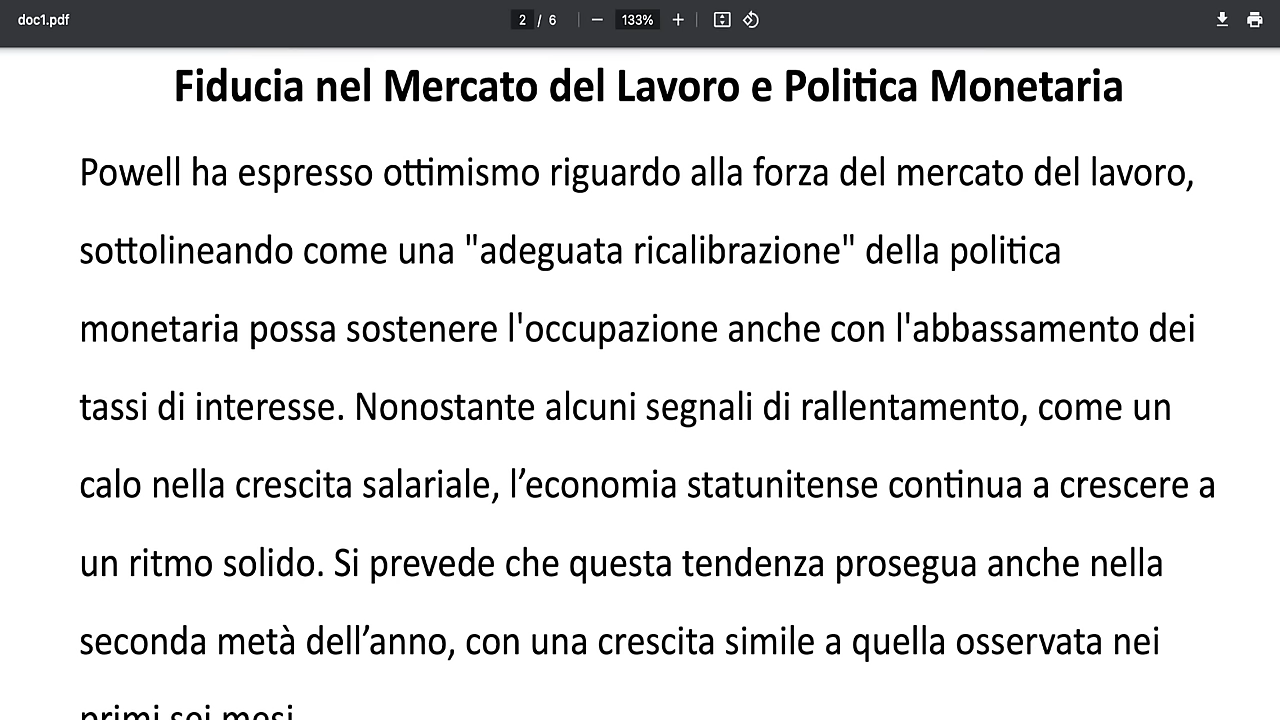 doc1.pdf
2 / 6
133%
Fiducia nel Mercato del Lavoro e Politica Monetaria
Powell ha espresso ottimismo riguardo alla forza del mercato del lavoro,
sottolineando come una "adeguata ricalibrazione" della politica
monetaria possa sostenere l'occupazione anche con l'abbassamento dei
tassi di interesse. Nonostante alcuni segnali di rallentamento, come un
calo nella crescita salariale, l’economia statunitense continua a crescere a
un ritmo solido. Si prevede che questa tendenza prosegua anche nella
seconda metà dell’anno, con una crescita simile a quella osservata nei
primi sei mesi